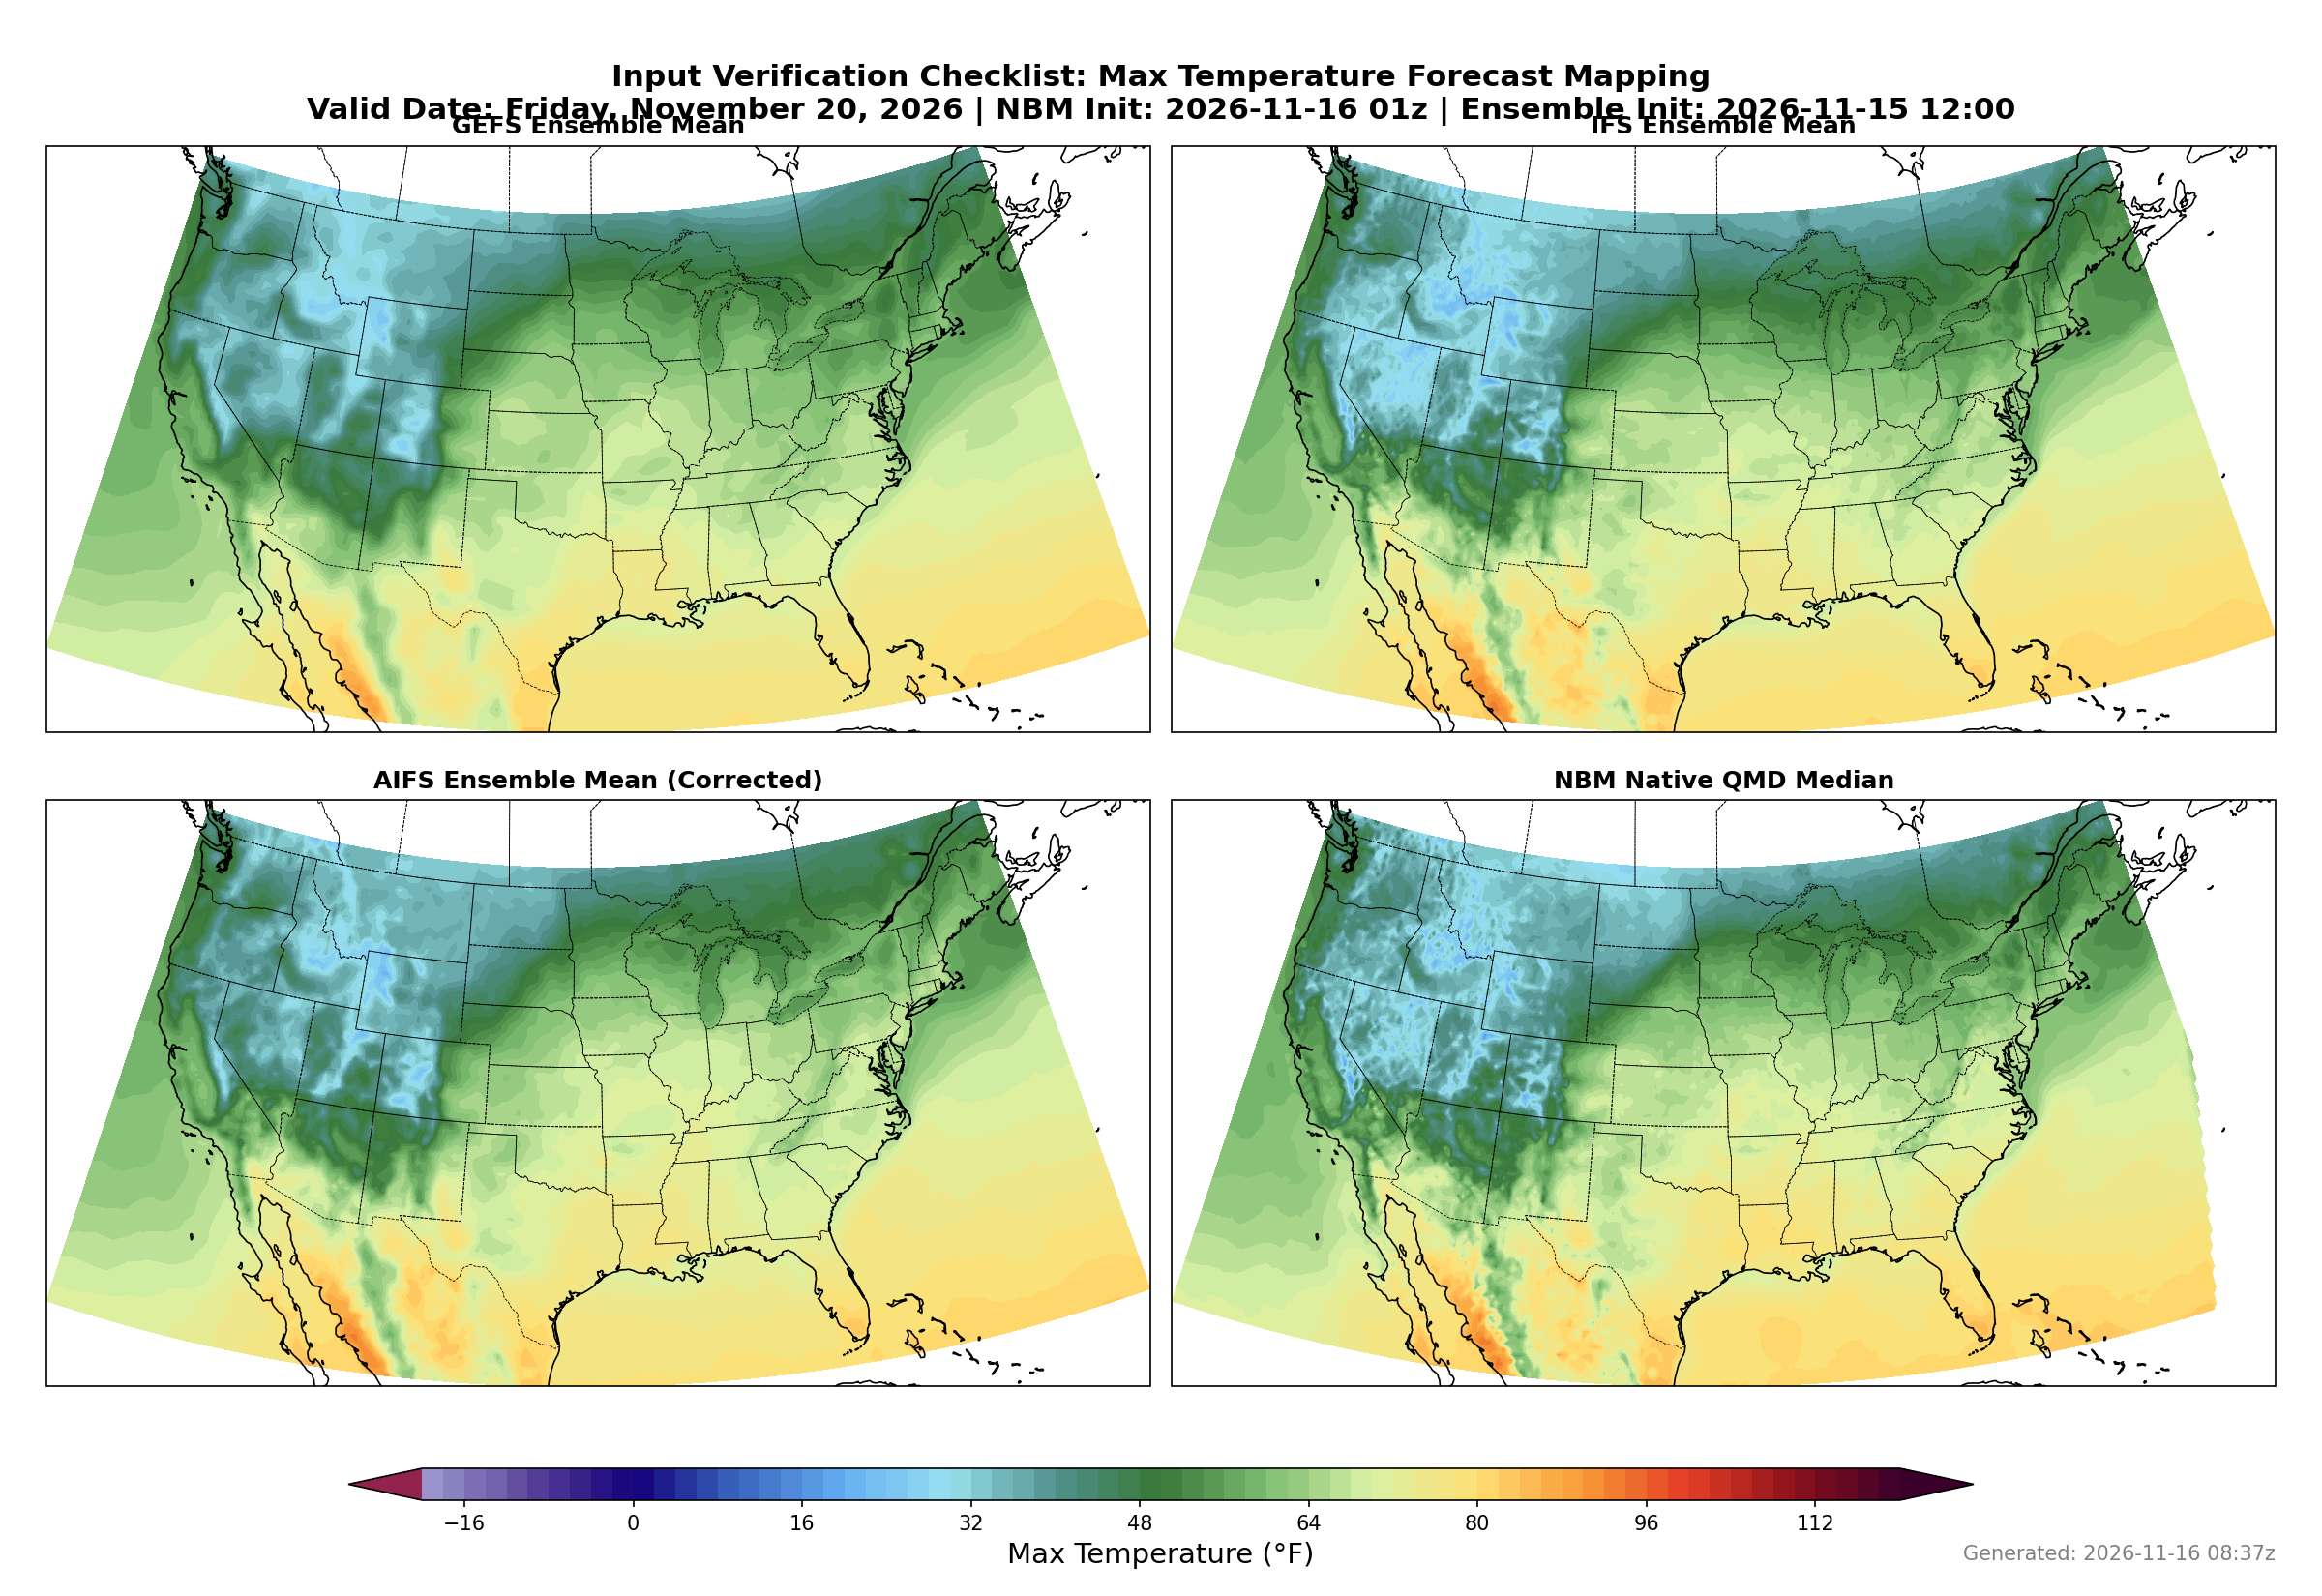 Input Verification Checklist: Max Temperature Forecast Mapping
Valid Date: Friday, November 20, 2026 | NBM Init: 2026-11-16 01z | Ensemble Init: 2026-11-15 12:00
GEFS Ensemble Mean
IFS Ensemble Mean
AIFS Ensemble Mean (Corrected)
NBM Native QMD Median
−16 0 16 32 48 64 80 96 112
Max Temperature (°F)
Generated: 2026-11-16 08:37z